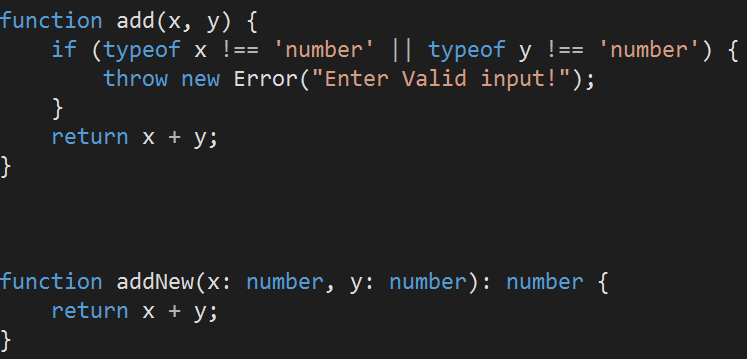 function add(x, y) {
    if (typeof x !== 'number' || typeof y !== 'number') {
        throw new Error("Enter Valid input!");
    }
    return x + y;
}
function addNew(x: number, y: number): number {
    return x + y;
}